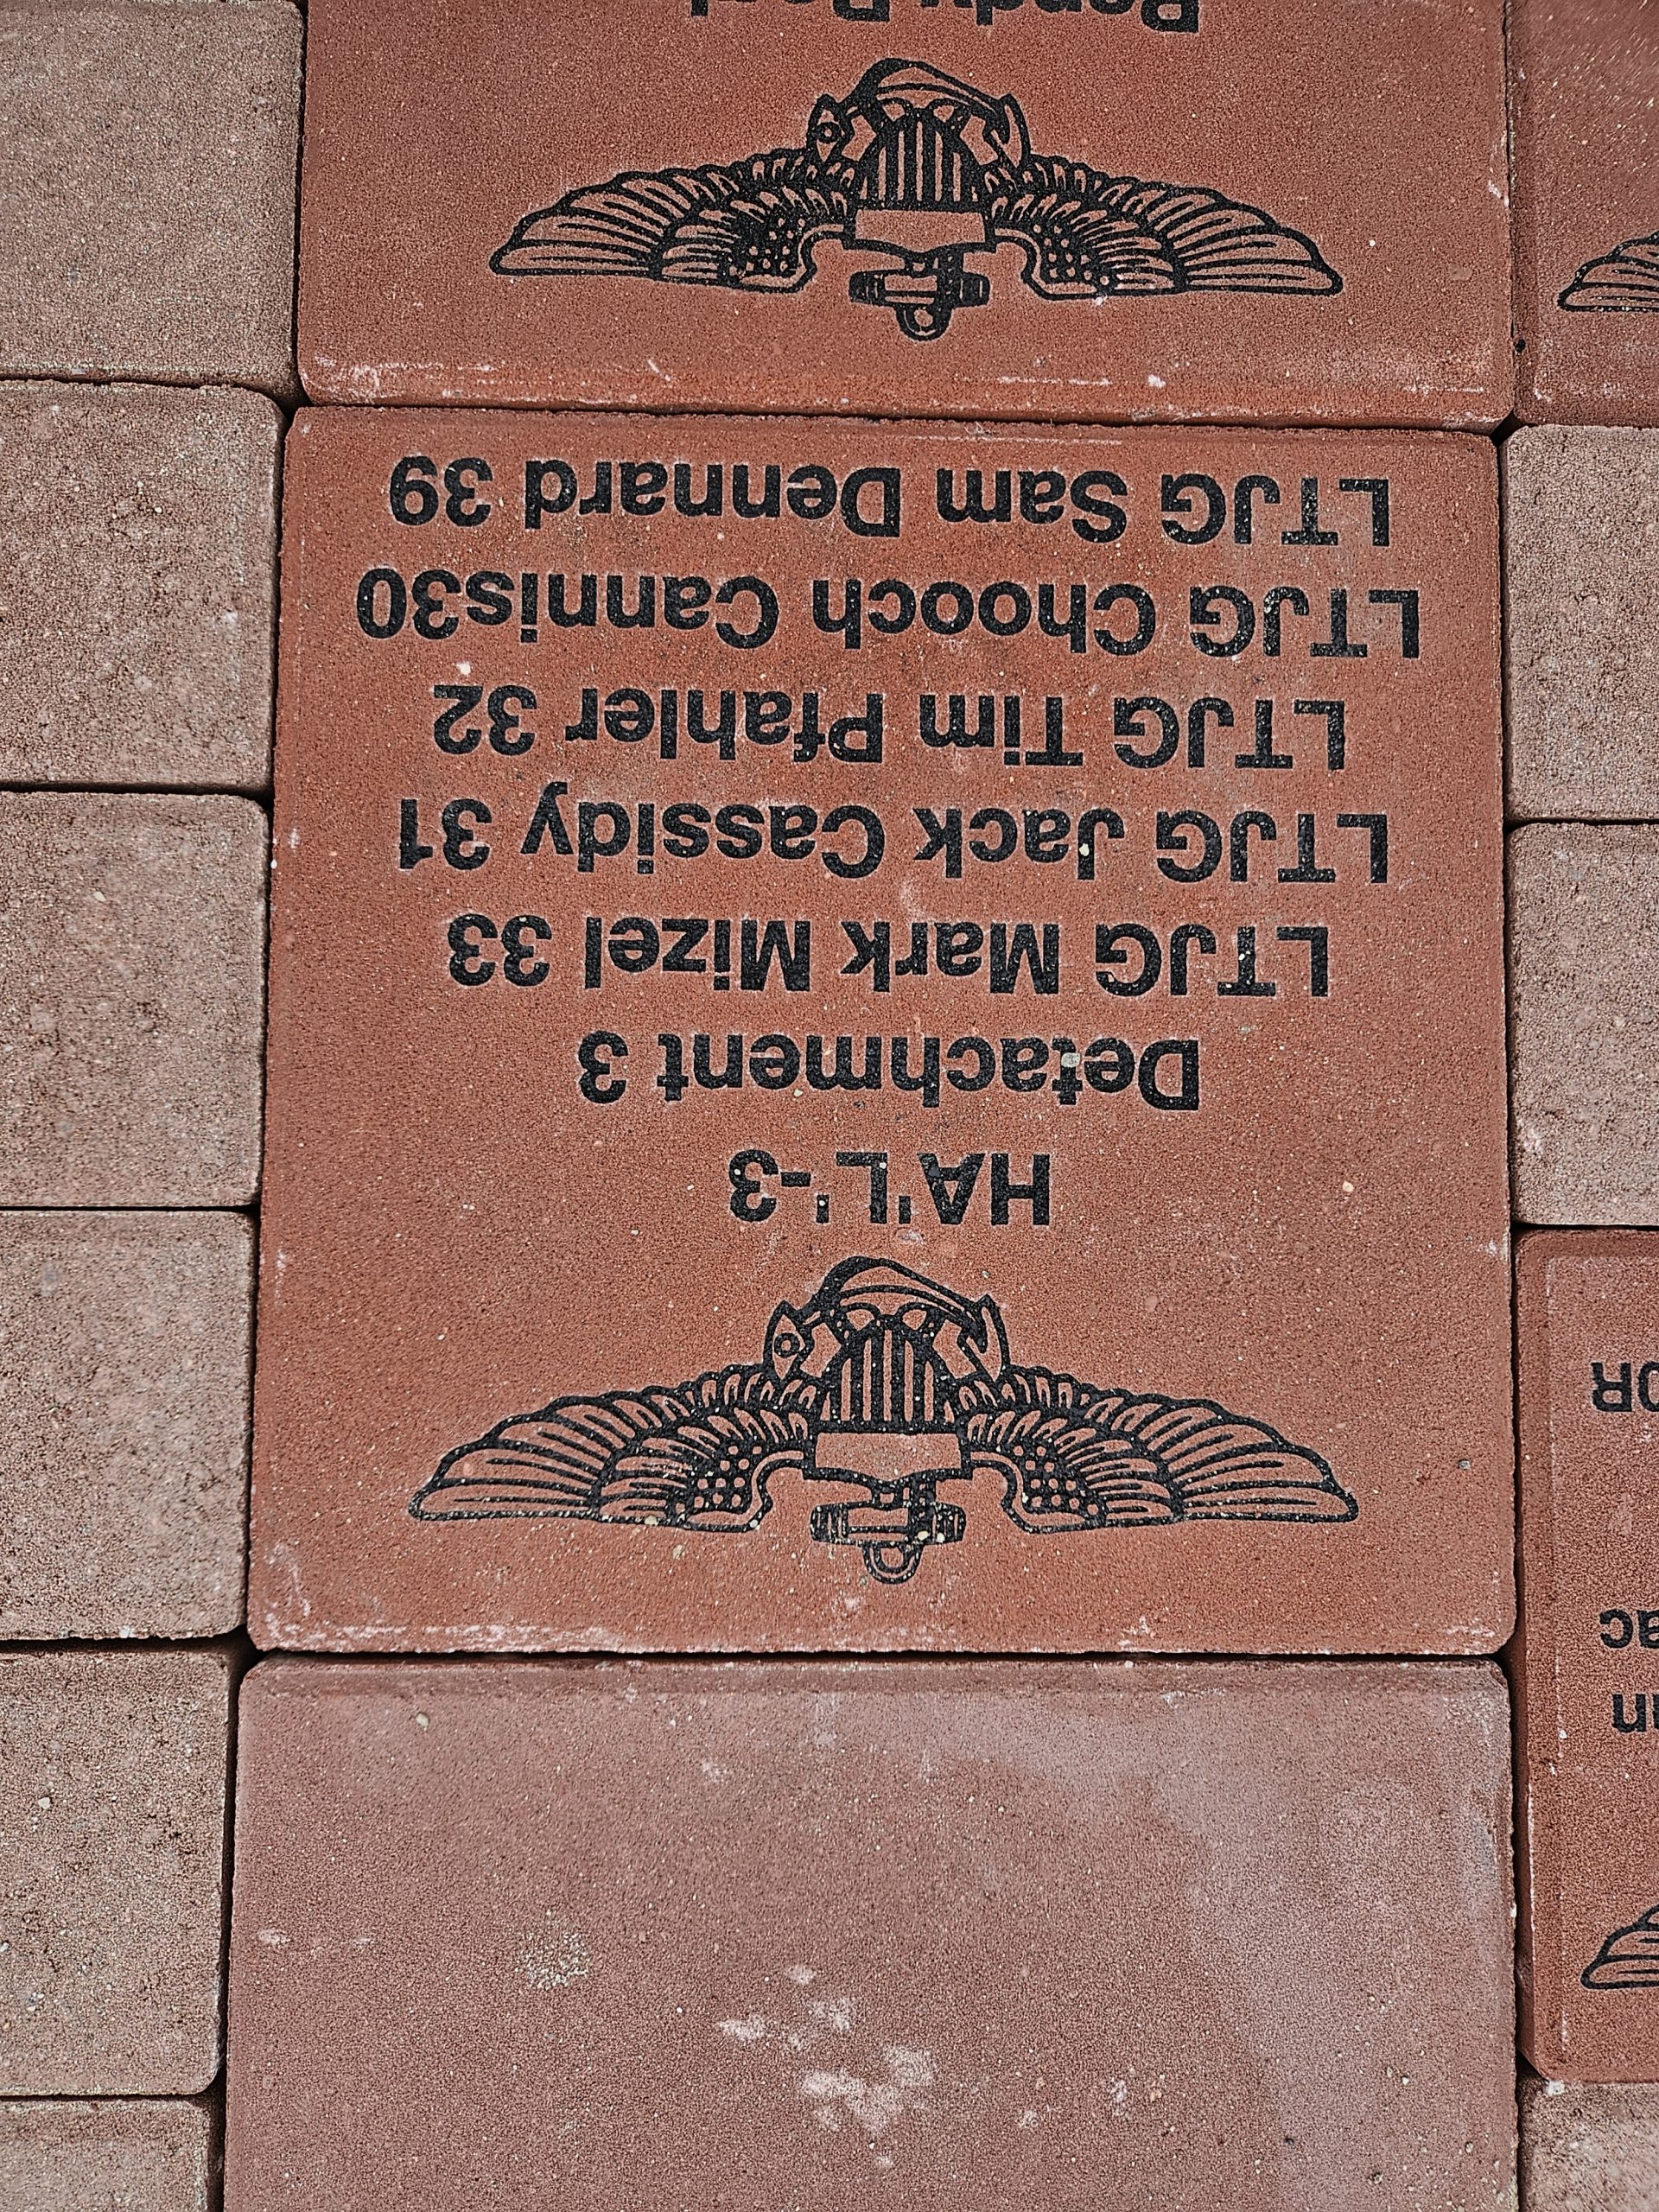 HA'L'-3
Detachment 3
LTJG Mark Mizel 33
LTJG Jack Cassidy 31
LTJG Tim Pfahler 32
LTJG Chooch Cannis30
LTJG Sam Dennard 39